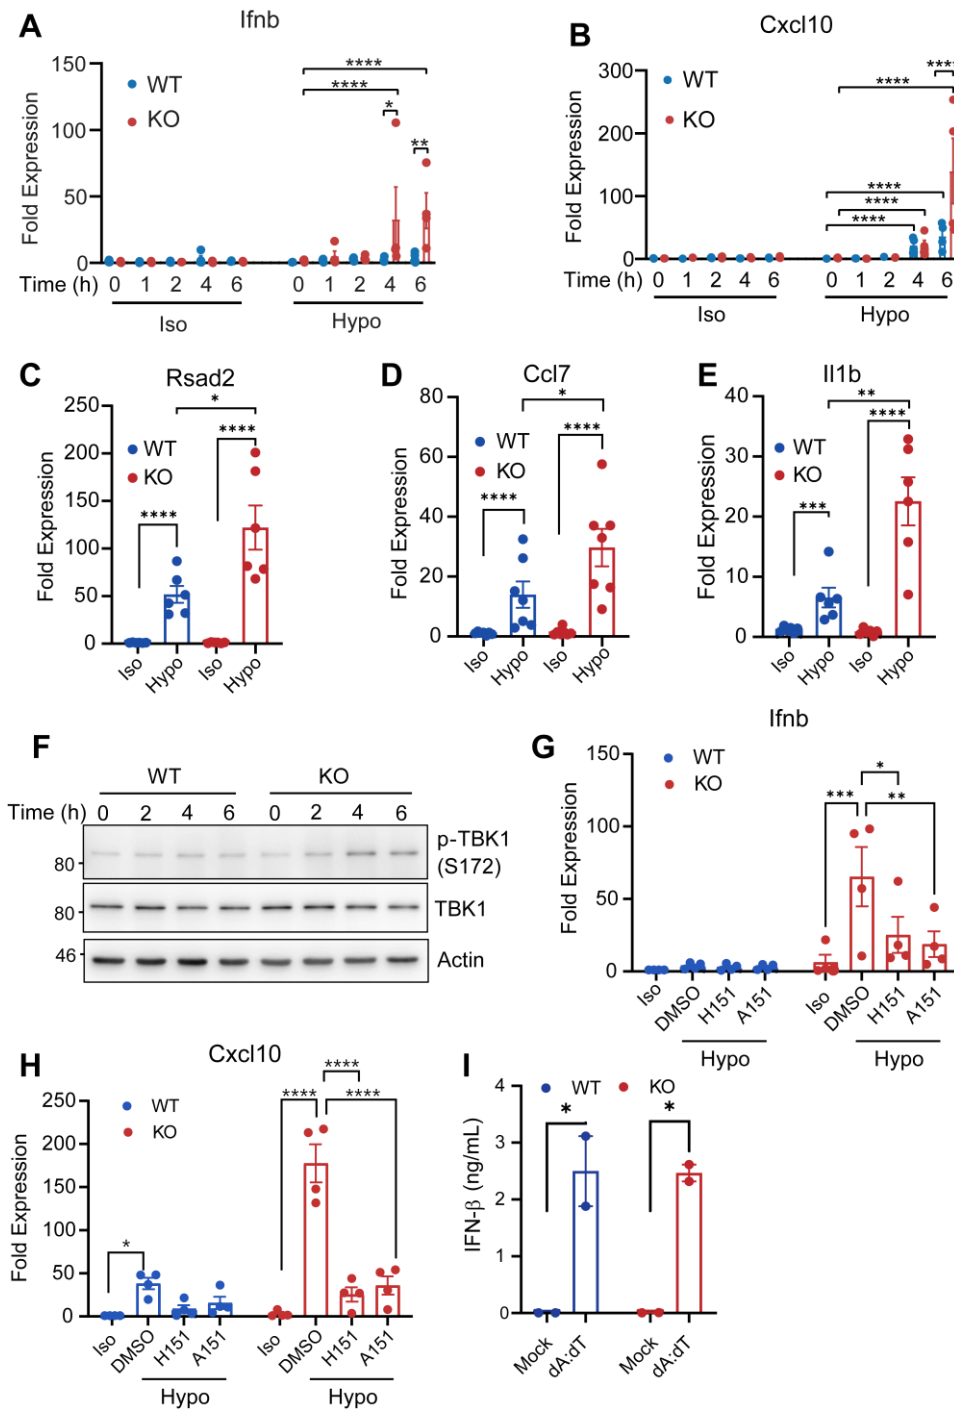 A
Ifnb
Fold Expression
150
100
50
0
WT
KO
****
****
*
**
Time (h) 0 1 2 4 6 0 1 2 4 6
Iso Hypo
B
Cxcl10
Fold Expression
300
200
100
0
WT
KO
****
****
****
****
****
Time (h) 0 1 2 4 6 0 1 2 4 6
Iso Hypo
C
Rsad2
Fold Expression
250
200
150
100
50
0
WT
KO
*
****
****
Iso Hypo Iso Hypo
D
Ccl7
Fold Expression
80
60
40
20
0
WT
KO
*
****
****
Iso Hypo Iso Hypo
E
Il1b
Fold Expression
40
30
20
10
0
WT
KO
**
****
***
Iso Hypo Iso Hypo
F
WT KO
Time (h) 0 2 4 6 0 2 4 6
80
p-TBK1
(S172)
80
TBK1
46
Actin
G
Ifnb
Fold Expression
150
100
50
0
WT
KO
*
***
**
Iso DMSO H151 A151 Iso DMSO H151 A151
Hypo Hypo
H
Cxcl10
Fold Expression
250
200
150
100
50
0
WT
KO
*
****
****
****
Iso DMSO H151 A151 Iso DMSO H151 A151
Hypo Hypo
I
IFN-β (ng/mL)
4
3
2
1
0
WT KO
*
*
Mock dA:dT Mock dA:dT